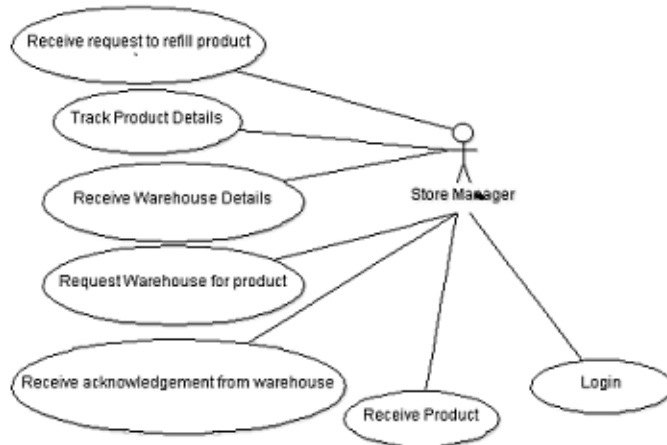 Receive request to refill product
Track Product Details
Store Manager
Receive Warehouse Details
Request Warehouse for product
Receive acknowledgement from warehouse
Login
Receive Product